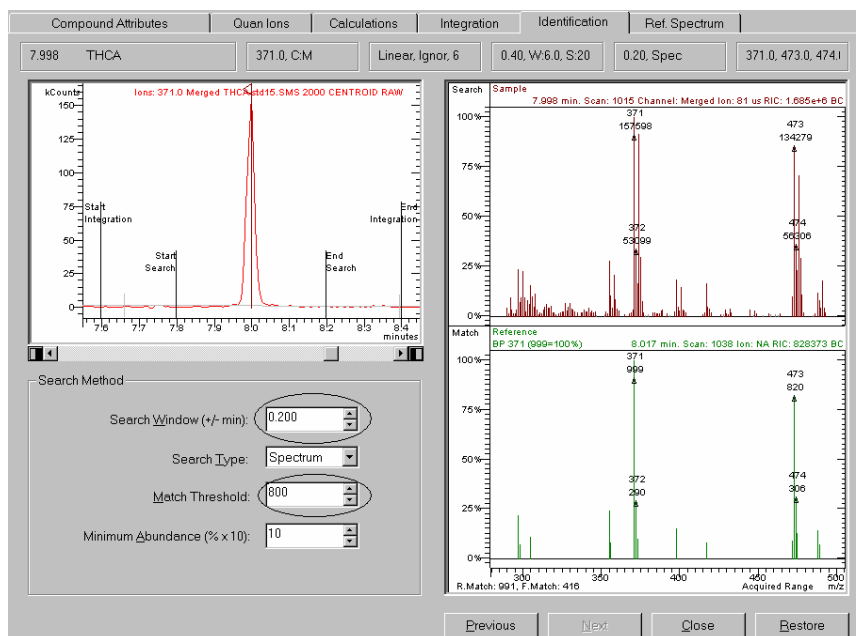 Compound Attributes Quan Ions Calculations Integration Identification Ref. Spectrum
7.998 THCA 371.0, C:M Linear, Ignor, 6 0.40, W:6.0, S:20 0.20, Spec 371.0, 473.0, 474.(
kCounts Ions: 371.0 Merged THCA std15.SMS 2000 CENTROID RAW
150
125
100
75
50
25
0
Start
Integration
End
Integration
Start
Search
End
Search
7.6 7.7 7.8 7.9 8.0 8.1 8.2 8.3 8.4
minutes
Search Method
Search Window (+/- min): 0.200
Search Type: Spectrum
Match Threshold: 800
Minimum Abundance (% x 10): 10
Search Sample
7.998 min. Scan: 1015 Channel: Merged Ion: 81 us RIC: 1.685e+6 BC
100%
75%
50%
25%
0%
371
157598
473
134279
372
53099
474
56306
Match Reference
BP 371 (999=100%) 8.017 min. Scan: 1038 Ion: NA RIC: 828373 BC
100%
75%
50%
25%
0%
371
999
473
820
372
290
474
306
300 350 400 450 500
R.Match: 991, F.Match: 416 Acquired Range m/z
Previous Next Close Restore